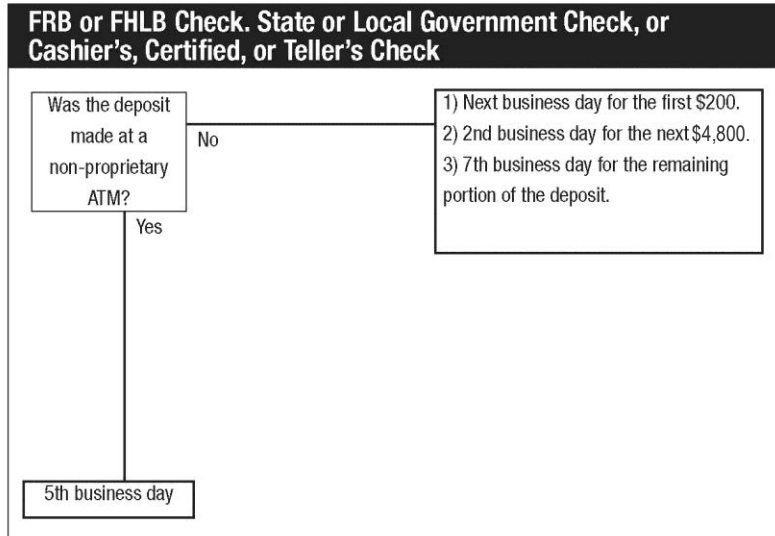 FRB or FHLB Check. State or Local Government Check, or
Cashier's, Certified, or Teller's Check
Was the deposit
made at a
non-proprietary
ATM?
No
Yes
1) Next business day for the first $200.
2) 2nd business day for the next $4,800.
3) 7th business day for the remaining
portion of the deposit.
5th business day